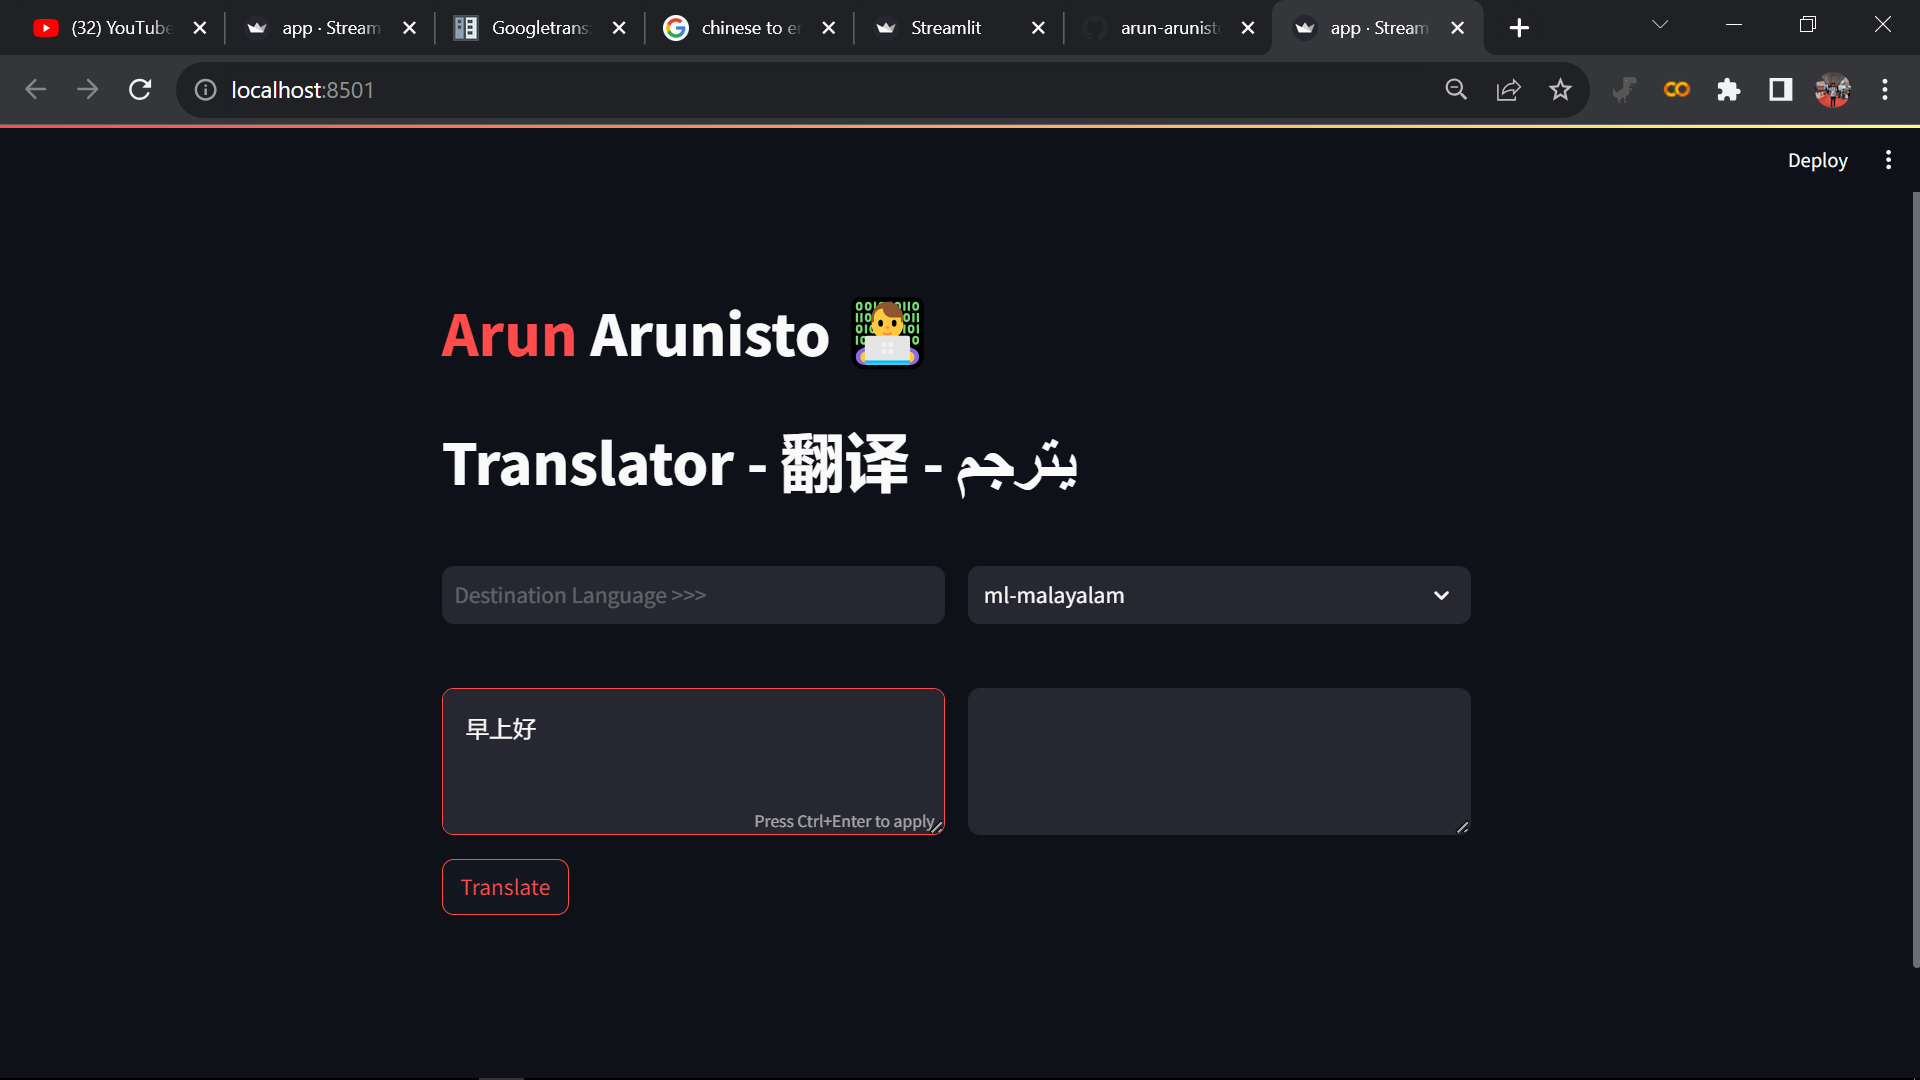 (32) YouTube
app · Stream
Googletrans:
chinese to er
Streamlit
arun-arunist
app · Stream
localhost:8501
Deploy
Arun Arunisto
Translator - 翻译 - يترجم
Destination Language >>>
ml-malayalam
早上好
Press Ctrl+Enter to apply
Translate